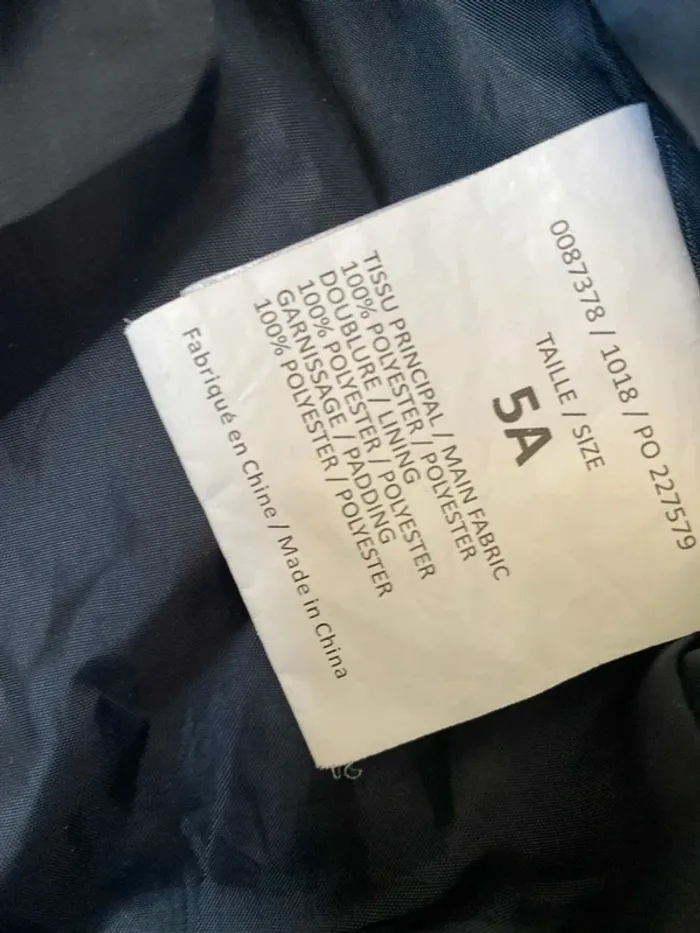 0087378 / 1018 / PO 227579
TAILLE / SIZE
5A
TISSU PRINCIPAL / MAIN FABRIC
100% POLYESTER / POLYESTER
DOUBLURE / LINING
100% POLYESTER / POLYESTER
GARNISSAGE / PADDING
100% POLYESTER / POLYESTER
Fabriqué en Chine / Made in China